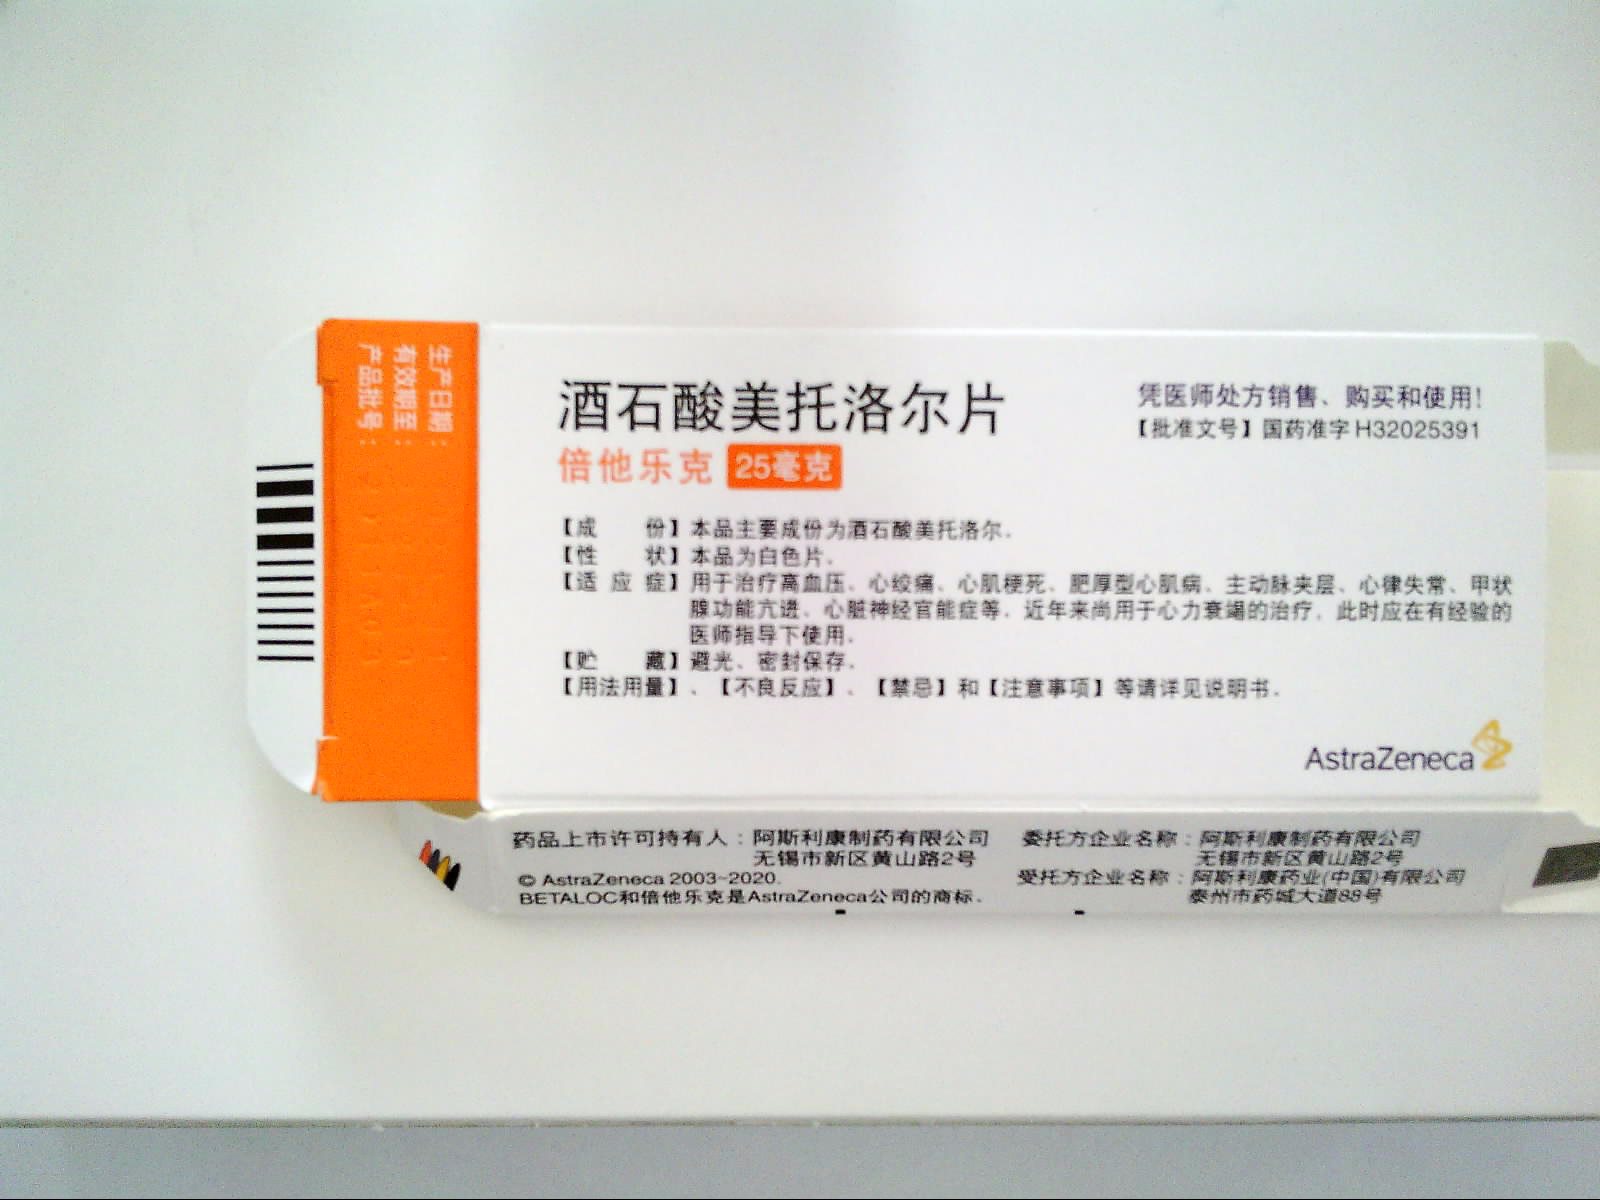 生产日期：
有效期至：
产品批号：
酒石酸美托洛尔片
倍他乐克 25毫克
凭医师处方销售、购买和使用!
【批准文号】国药准字H32025391
【成 份】本品主要成份为酒石酸美托洛尔.
【性 状】本品为白色片.
【适应症】用于治疗高血压、心绞痛、心肌梗死、肥厚型心肌病、主动脉夹层、心律失常、甲状
腺功能亢进、心脏神经官能症等. 近年来尚用于心力衰竭的治疗, 此时应在有经验的
医师指导下使用.
【贮 藏】避光、密封保存.
【用法用量】、【不良反应】、【禁忌】和【注意事项】等请详见说明书.
AstraZeneca
药品上市许可持有人：阿斯利康制药有限公司
无锡市新区黄山路2号
© AstraZeneca 2003~2020.
BETALOC和倍他乐克是AstraZeneca公司的商标.
委托方企业名称：阿斯利康制药有限公司
无锡市新区黄山路2号
受托方企业名称：阿斯利康药业(中国)有限公司
泰州市药城大道88号